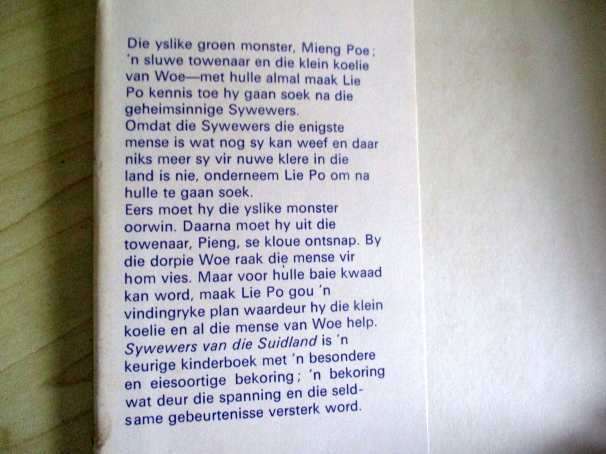 Die yslike groen monster, Mieng Poe;
'n sluwe towenaar en die klein koelie
van Woe—met hulle almal maak Lie
Po kennis toe hy gaan soek na die
geheimsinnige Sywewers.
Omdat die Sywewers die enigste
mense is wat nog sy kan weef en daar
niks meer sy vir nuwe klere in die
land is nie, onderneem Lie Po om na
hulle te gaan soek.
Eers moet hy die yslike monster
oorwin. Daarna moet hy uit die
towenaar, Pieng, se kloue ontsnap. By
die dorpie Woe raak die mense vir
hom vies. Maar voor hulle baie kwaad
kan word, maak Lie Po gou 'n
vindingryke plan waardeur hy die klein
koelie en al die mense van Woe help.
Sywewers van die Suidland is 'n
keurige kinderboek met 'n besondere
en eiesoortige bekoring; 'n bekoring
wat deur die spanning en die seld-
same gebeurtenisse versterk word.